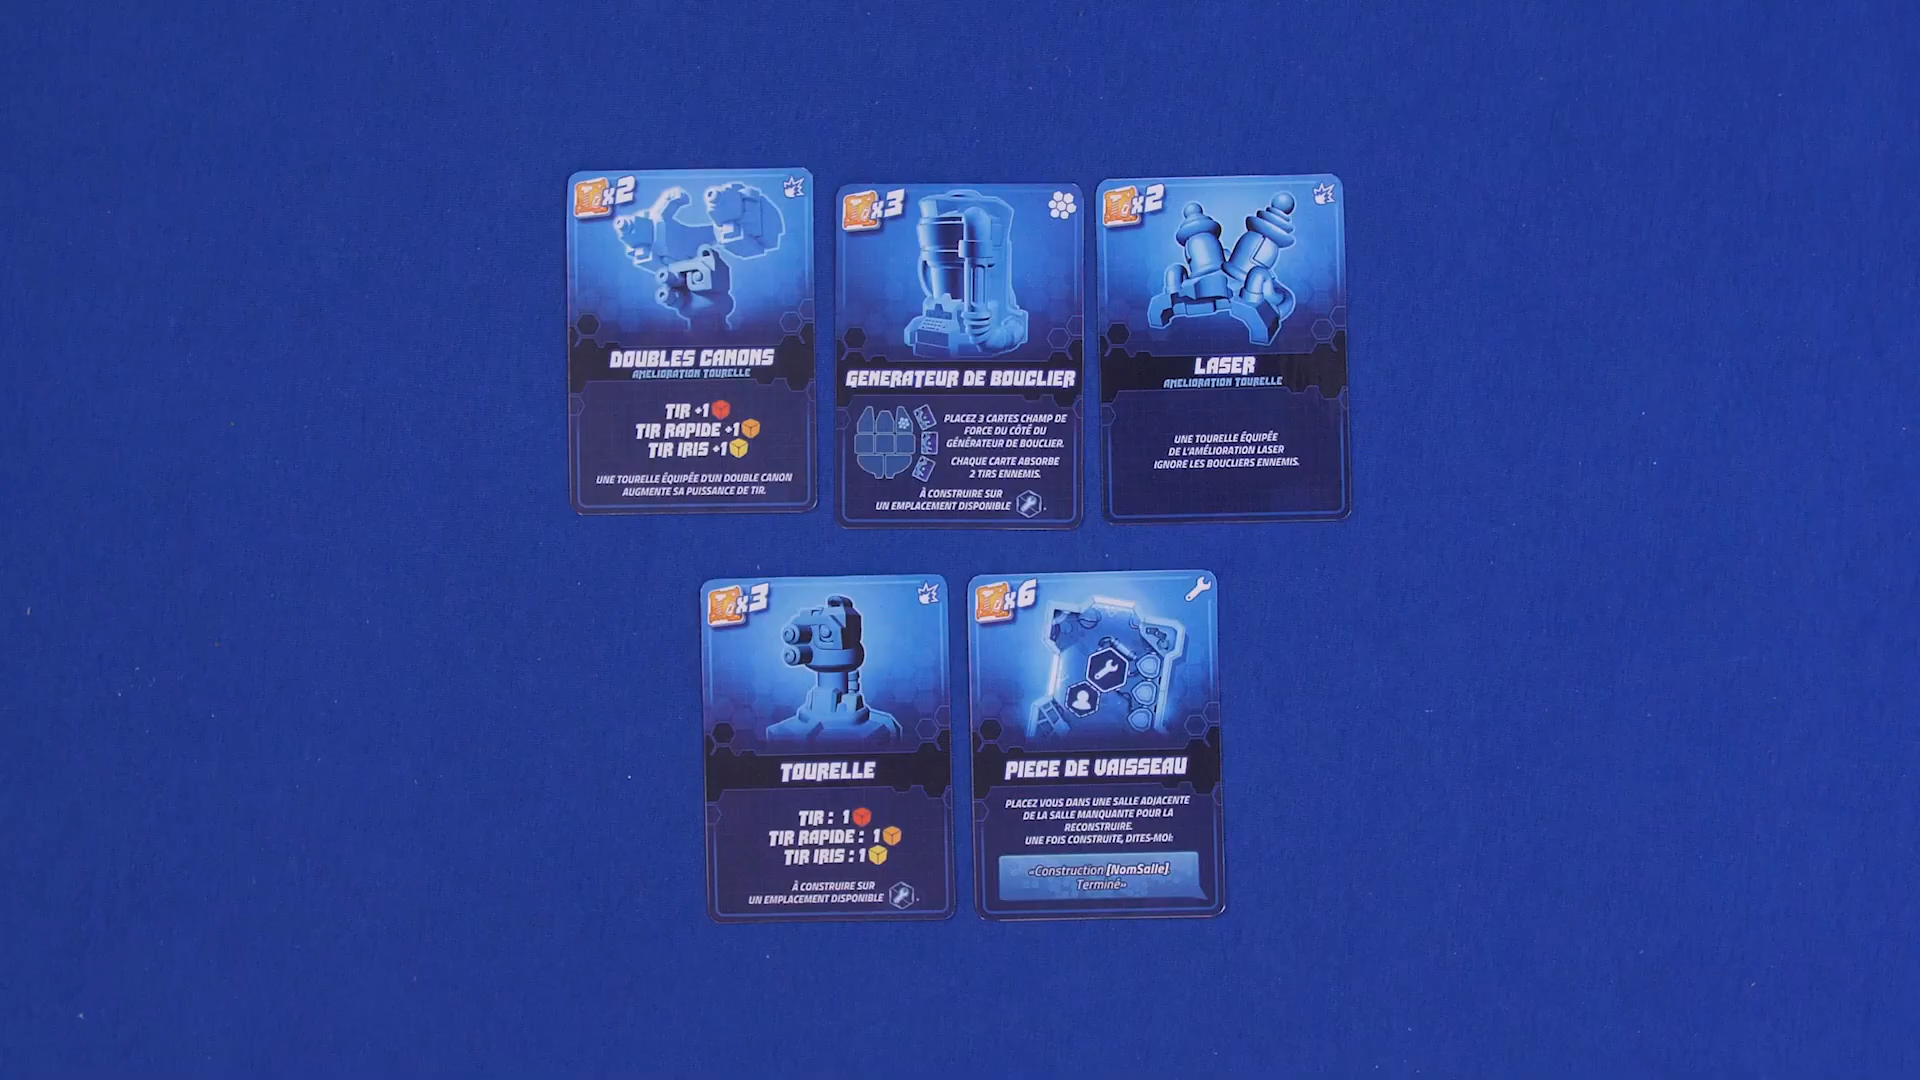 x2
DOUBLES CANONS
AMELIORATION TOURELLE
TIR +1
TIR RAPIDE +1
TIR IRIS +1
UNE TOURELLE ÉQUIPÉE D'UN DOUBLE CANON
AUGMENTE SA PUISSANCE DE TIR.
x3
GENERATEUR DE BOUCLIER
PLACEZ 3 CARTES CHAMP DE
FORCE DU CÔTÉ DU
GÉNÉRATEUR DE BOUCLIER.
CHAQUE CARTE ABSORBE
2 TIRS ENNEMIS.
À CONSTRUIRE SUR
UN EMPLACEMENT DISPONIBLE .
x2
LASER
AMELIORATION TOURELLE
UNE TOURELLE ÉQUIPÉE
DE L'AMÉLIORATION LASER
IGNORE LES BOUCLIERS ENNEMIS.
x3
TOURELLE
TIR : 1
TIR RAPIDE : 1
TIR IRIS : 1
À CONSTRUIRE SUR
UN EMPLACEMENT DISPONIBLE .
x6
PIECE DE VAISSEAU
PLACEZ VOUS DANS UNE SALLE ADJACENTE
DE LA SALLE MANQUANTE POUR LA
RECONSTRUIRE.
UNE FOIS CONSTRUITE, DITES-MOI:
«Construction [NomSalle]
Terminé»